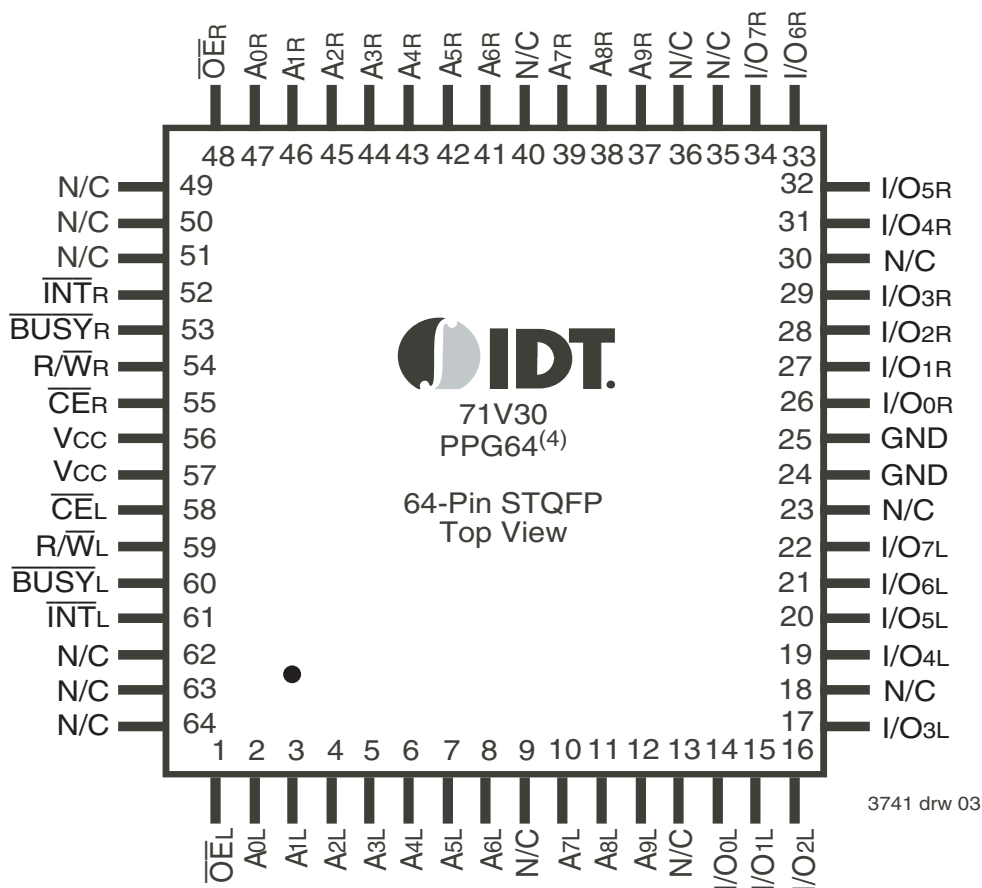 OER A0R A1R A2R A3R A4R A5R A6R N/C A7R A8R A9R N/C N/C I/O7R I/O6R
48 47 46 45 44 43 42 41 40 39 38 37 36 35 34 33
N/C 49 32 I/O5R
N/C 50 31 I/O4R
N/C 51 30 N/C
INTR 52 29 I/O3R
BUSYR 53 28 I/O2R
R/WR 54 27 I/O1R
CER 55 26 I/O0R
VCC 56 25 GND
VCC 57 24 GND
CEL 58 23 N/C
R/WL 59 22 I/O7L
BUSYL 60 21 I/O6L
INTL 61 20 I/O5L
N/C 62 19 I/O4L
N/C 63 18 N/C
N/C 64 17 I/O3L
IDT.
71V30
PPG64(4)
64-Pin STQFP
Top View
1 2 3 4 5 6 7 8 9 10 11 12 13 14 15 16
OEL A0L A1L A2L A3L A4L A5L A6L N/C A7L A8L A9L N/C I/O0L I/O1L I/O2L
3741 drw 03